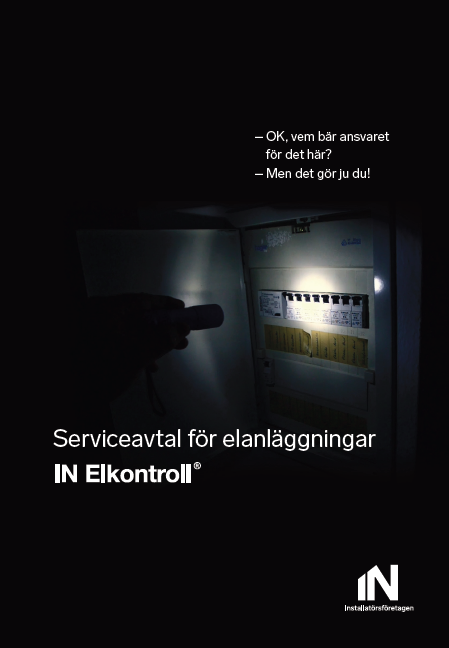 – OK, vem bär ansvaret
för det här?
– Men det gör ju du!
Serviceavtal för elanläggningar
IN Elkontroll®
IN
Installatörsföretagen